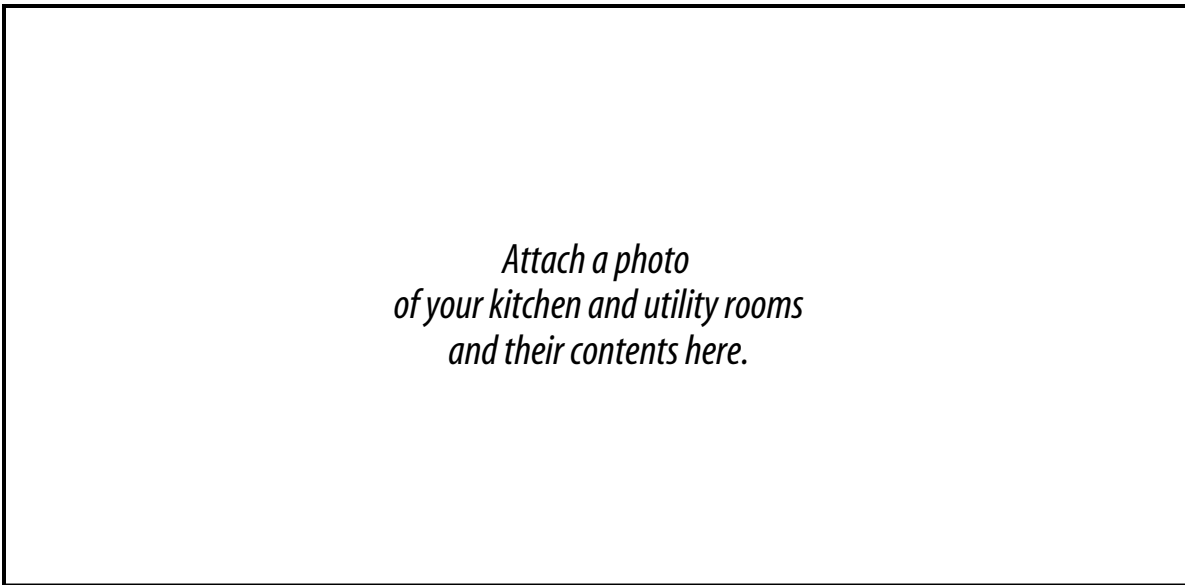 Attach a photo
of your kitchen and utility rooms
and their contents here.